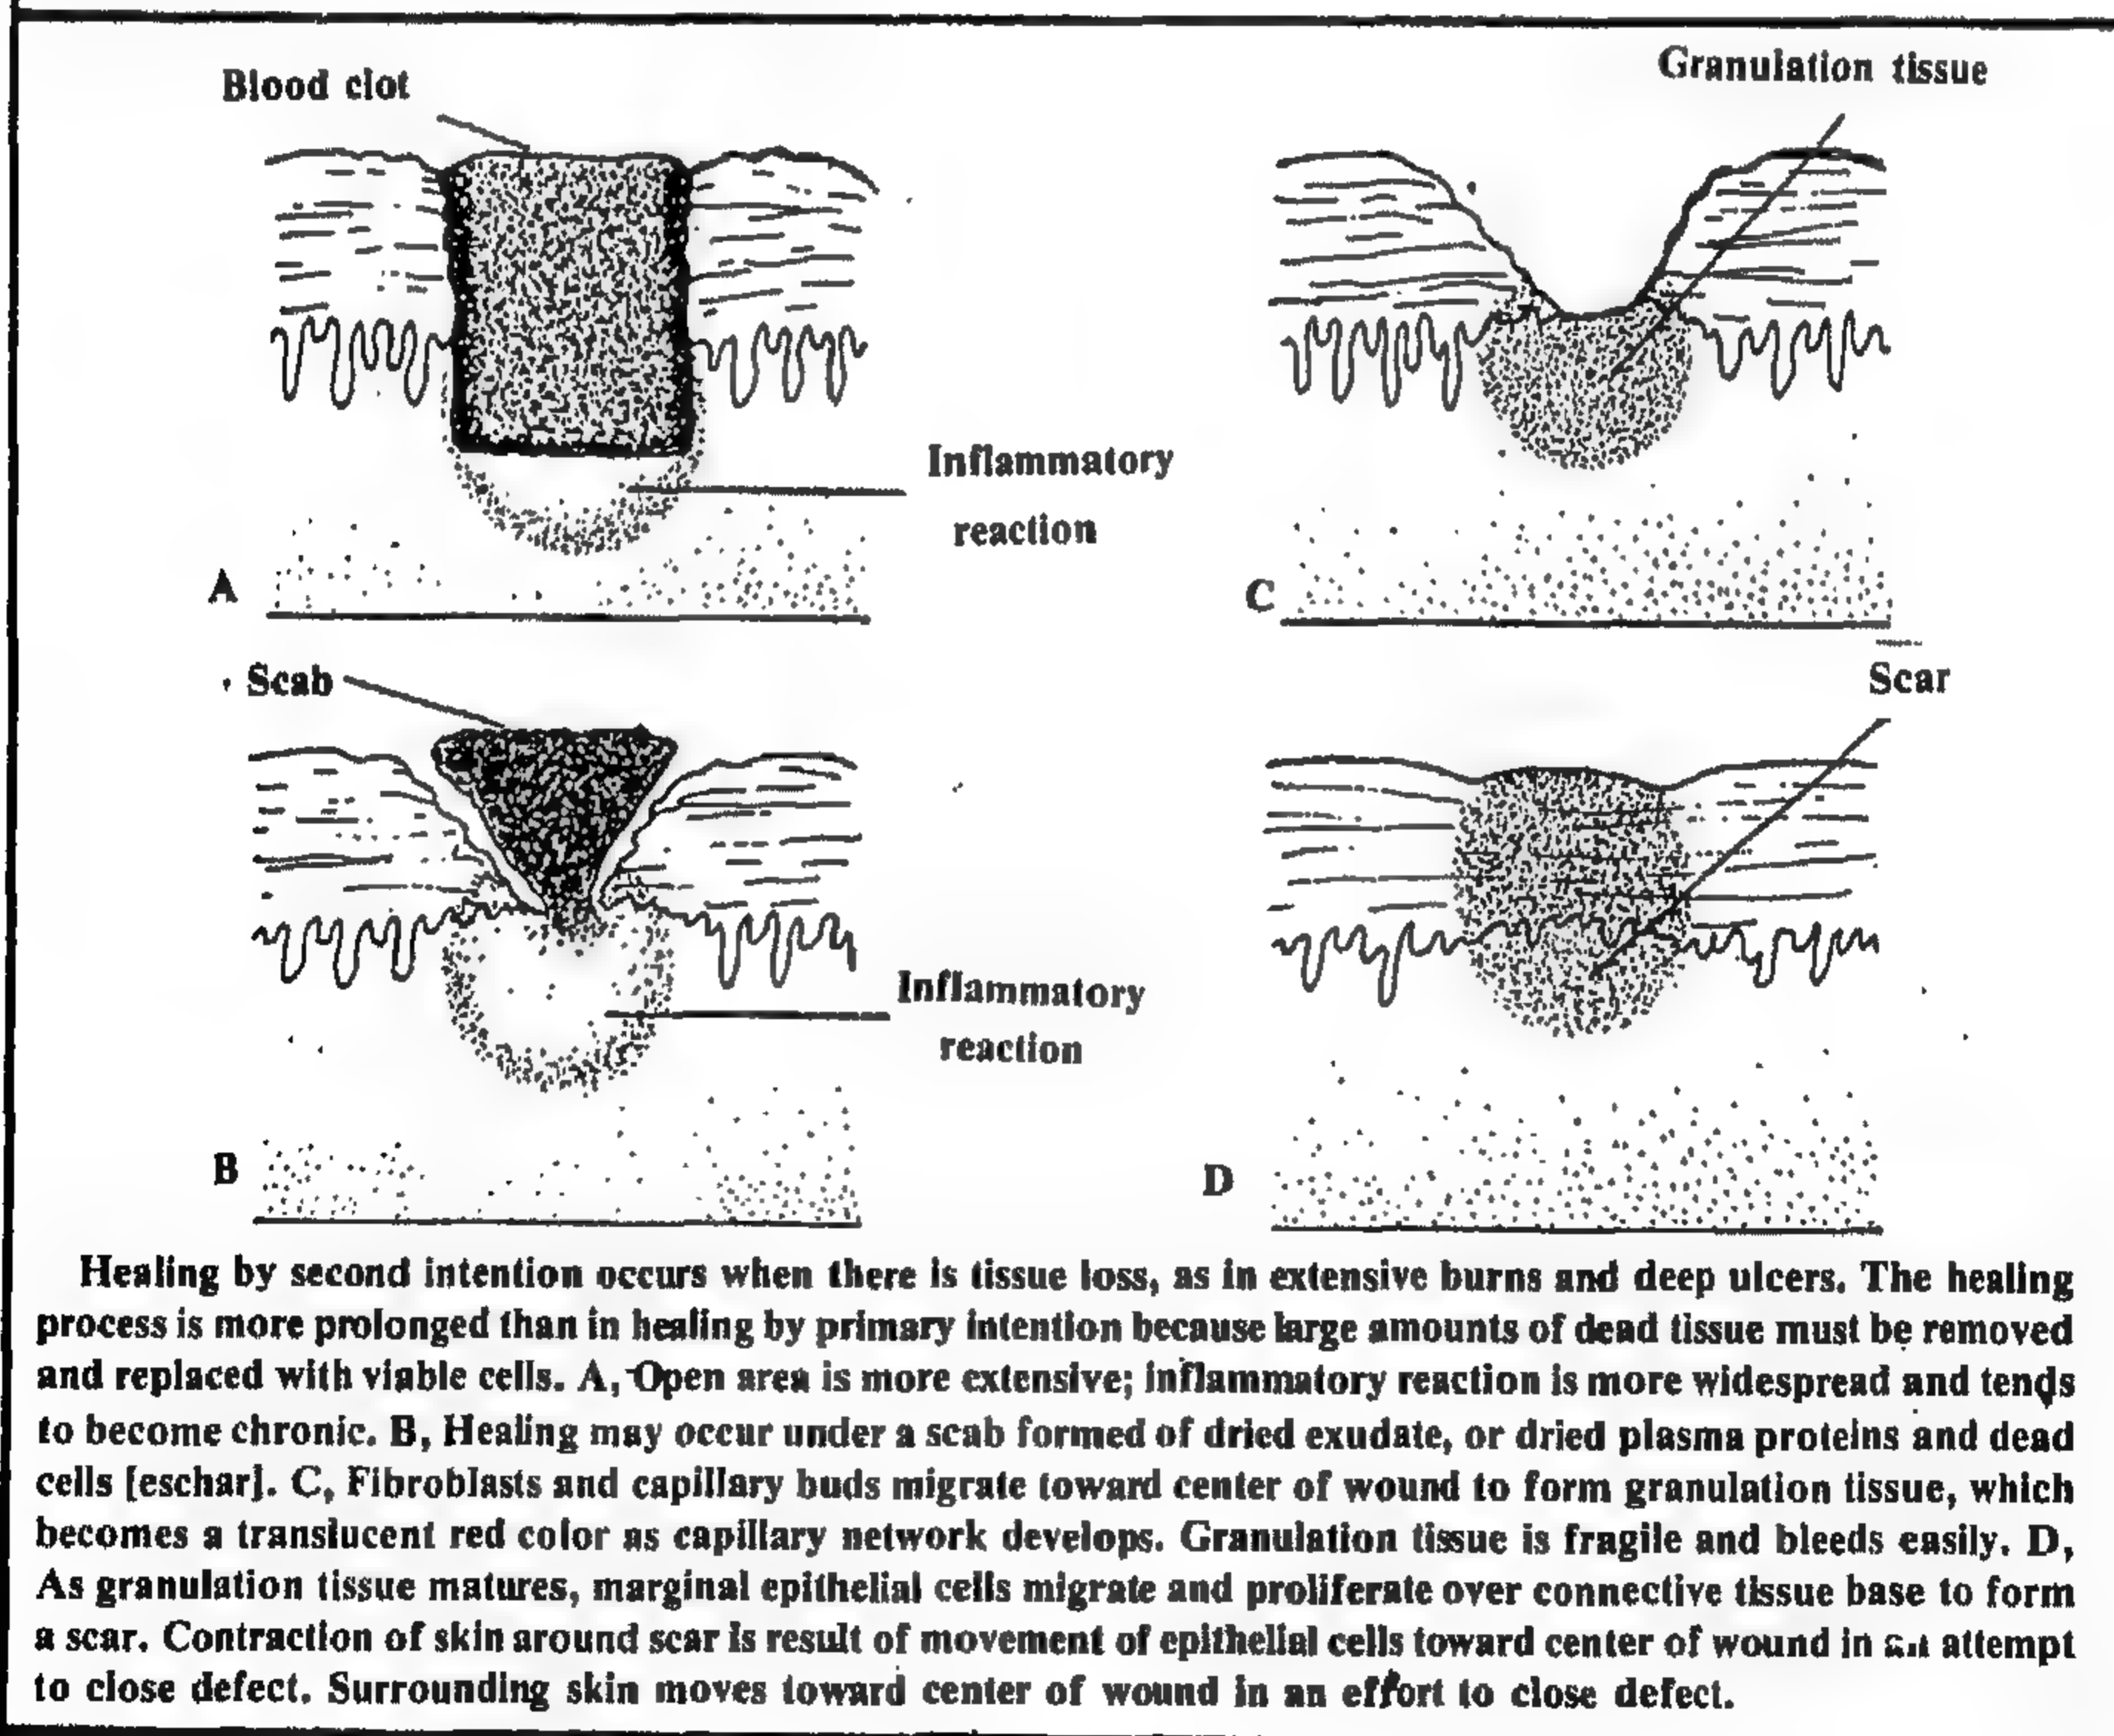 Blood clot
Granulation tissue
Inflammatory
reaction
A
C
Scab
Scar
Inflammatory
reaction
B
D
Healing by second intention occurs when there is tissue loss, as in extensive burns and deep ulcers. The healing
process is more prolonged than in healing by primary intention because large amounts of dead tissue must be removed
and replaced with viable cells. A, Open area is more extensive; inflammatory reaction is more widespread and tends
to become chronic. B, Healing may occur under a scab formed of dried exudate, or dried plasma proteins and dead
cells [eschar]. C, Fibroblasts and capillary buds migrate toward center of wound to form granulation tissue, which
becomes a translucent red color as capillary network develops. Granulation tissue is fragile and bleeds easily. D,
As granulation tissue matures, marginal epithelial cells migrate and proliferate over connective tissue base to form
a scar. Contraction of skin around scar is result of movement of epithelial cells toward center of wound in an attempt
to close defect. Surrounding skin moves toward center of wound in an effort to close defect.